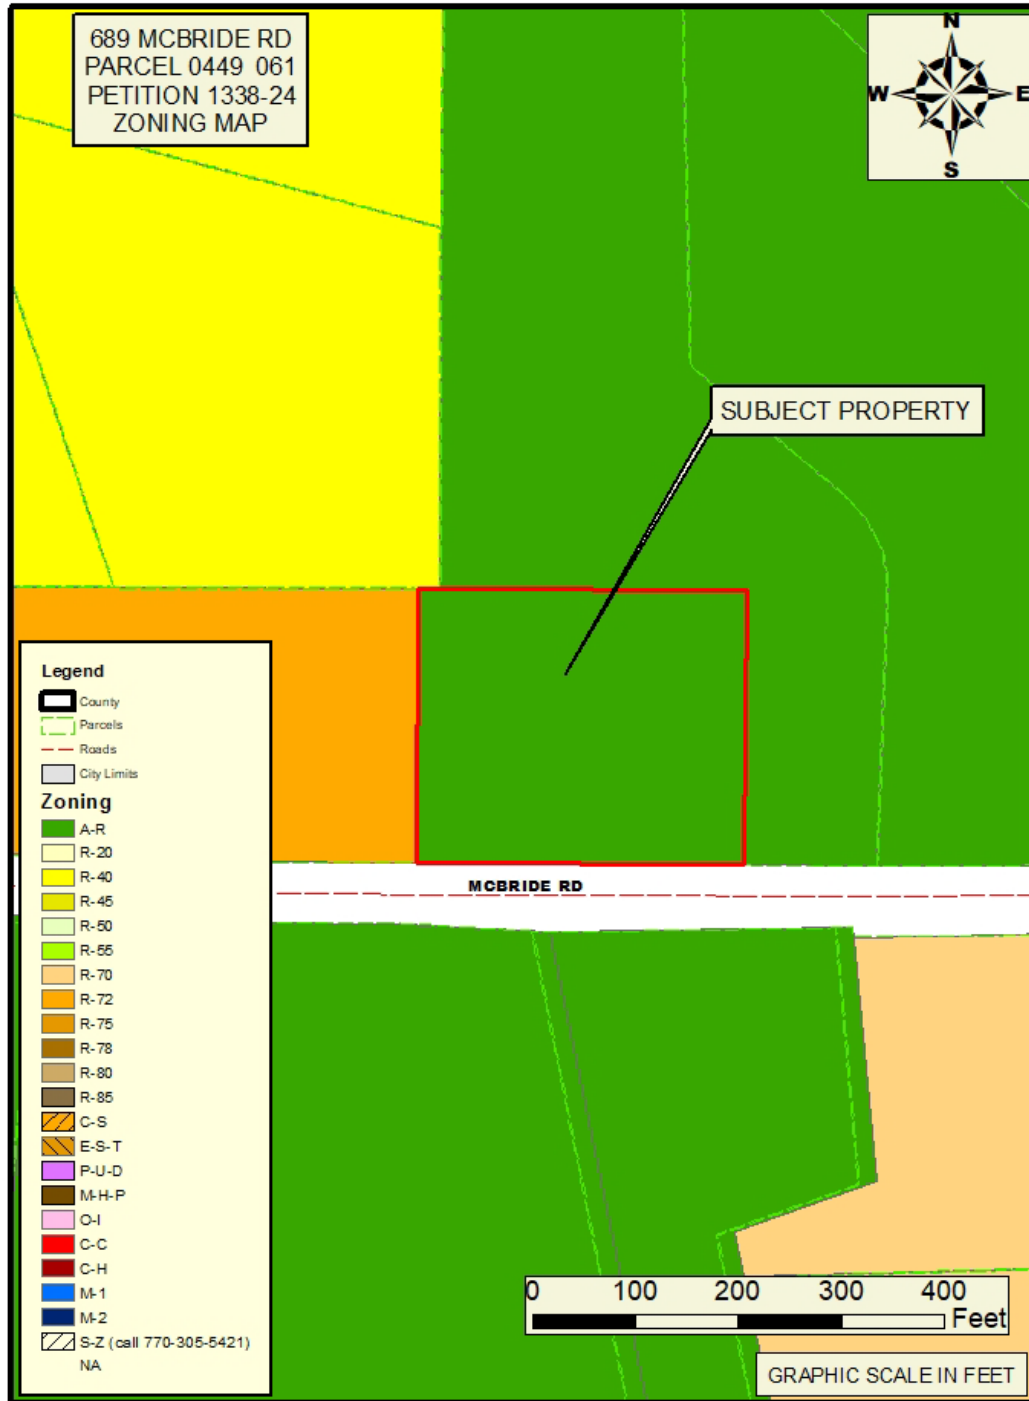 689 MCBRIDE RD
PARCEL 0449 061
PETITION 1338-24
ZONING MAP
N
W
E
S
SUBJECT PROPERTY
Legend
County
Parcels
Roads
City Limits
Zoning
A-R
R-20
R-40
R-45
R-50
R-55
R-70
R-72
R-75
R-78
R-80
R-85
C-S
E-S-T
P-U-D
M-H-P
O-I
C-C
C-H
M-1
M-2
S-Z (call 770-305-5421)
NA
MCBRIDE RD
0 100 200 300 400
Feet
GRAPHIC SCALE IN FEET